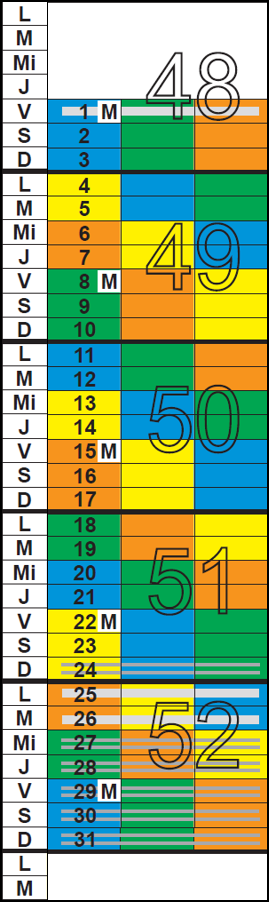 L
M
Mi
J 48
V 1 M
S 2
D 3
L 4
M 5
Mi 6 49
J 7
V 8 M
S 9
D 10
L 11
M 12
Mi 13 50
J 14
V 15 M
S 16
D 17
L 18
M 19
Mi 20 51
J 21
V 22 M
S 23
D 24
L 25
M 26 52
Mi 27
J 28
V 29 M
S 30
D 31
L
M